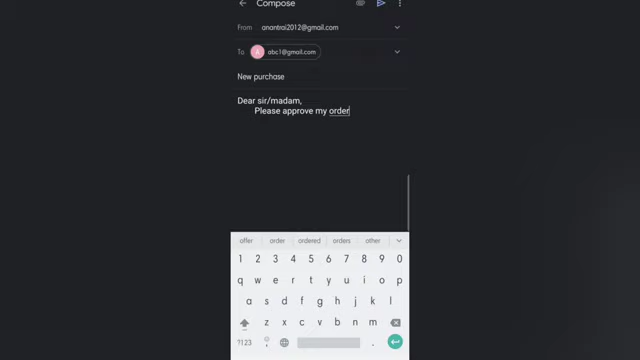 Compose
From anantrai2012@gmail.com
To A abc1@gmail.com
New purchase
Dear sir/madam,
Please approve my order
offer order ordered orders other
1 2 3 4 5 6 7 8 9 0
q w e r t y u i o p
a s d f g h j k l
z x c v b n m
?123 , .